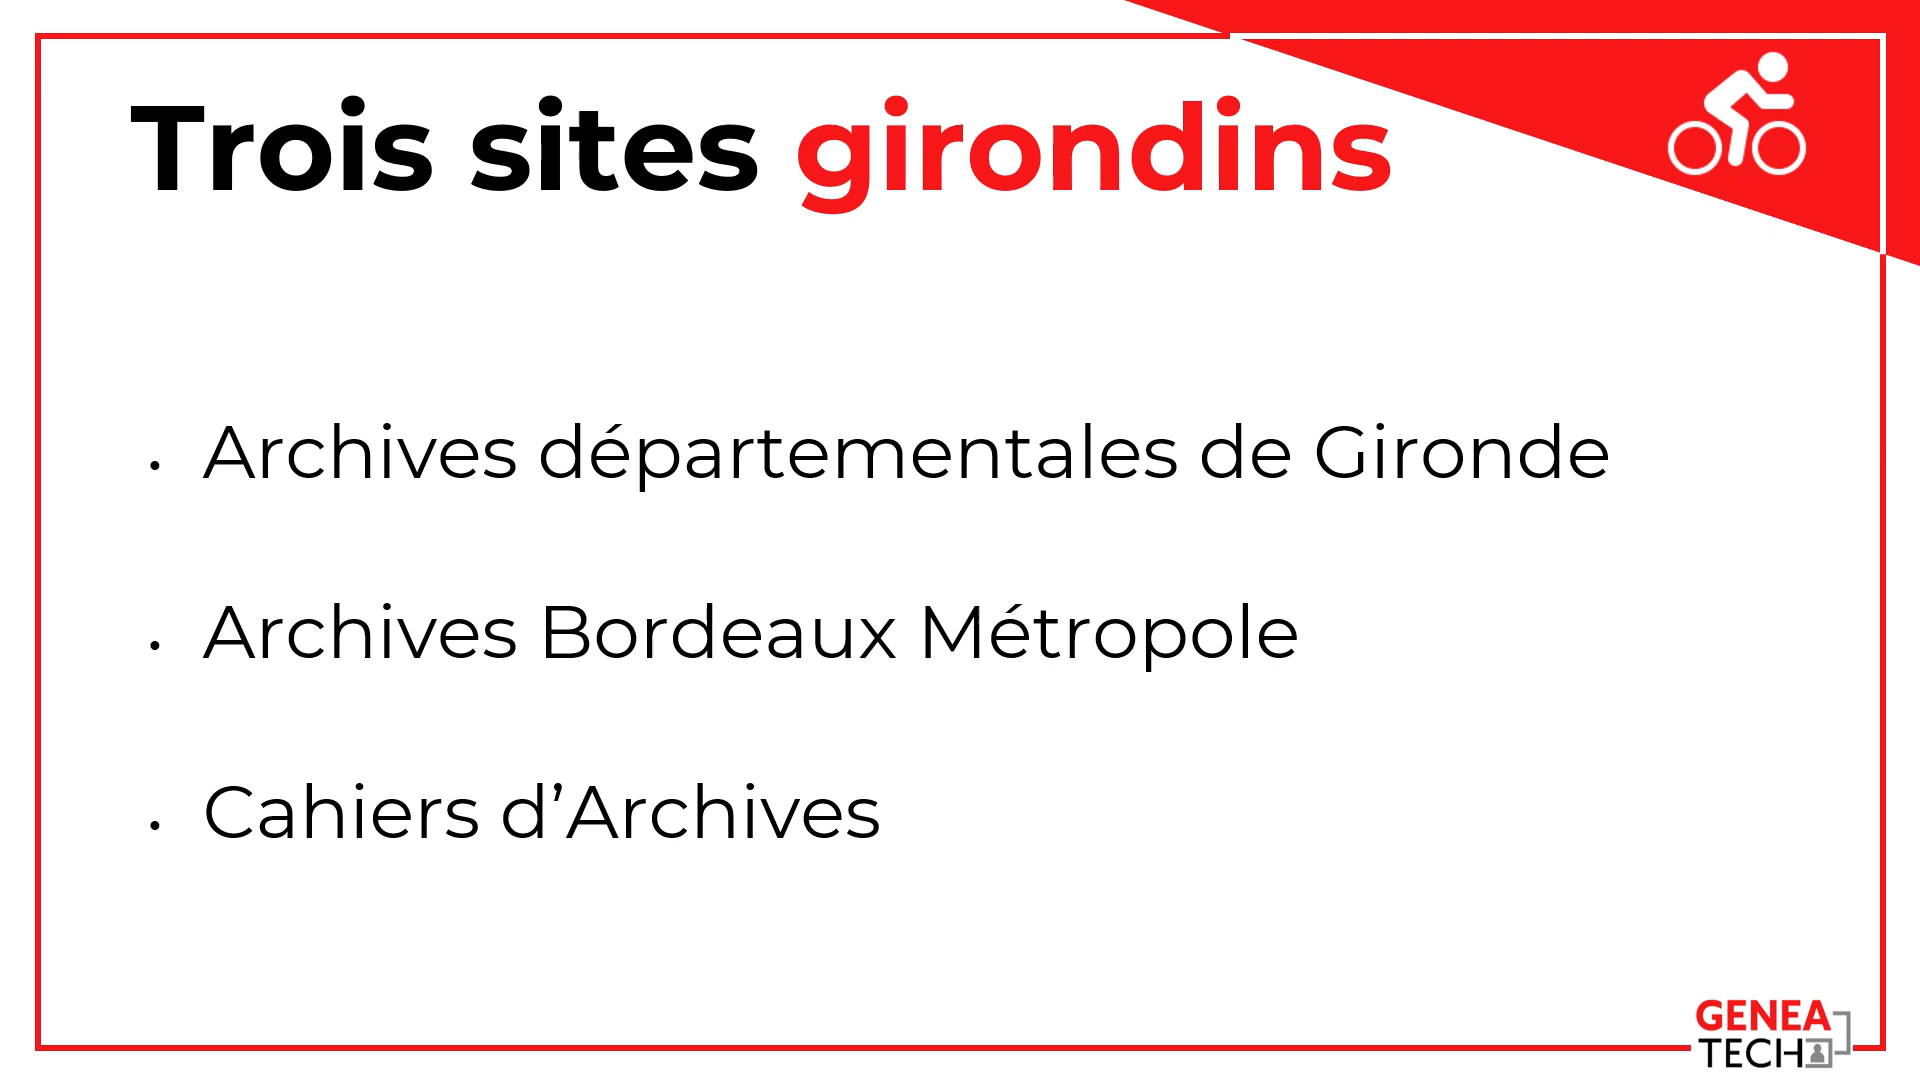 Trois sites girondins
• Archives départementales de Gironde
• Archives Bordeaux Métropole
• Cahiers d’Archives
GENEA
TECH